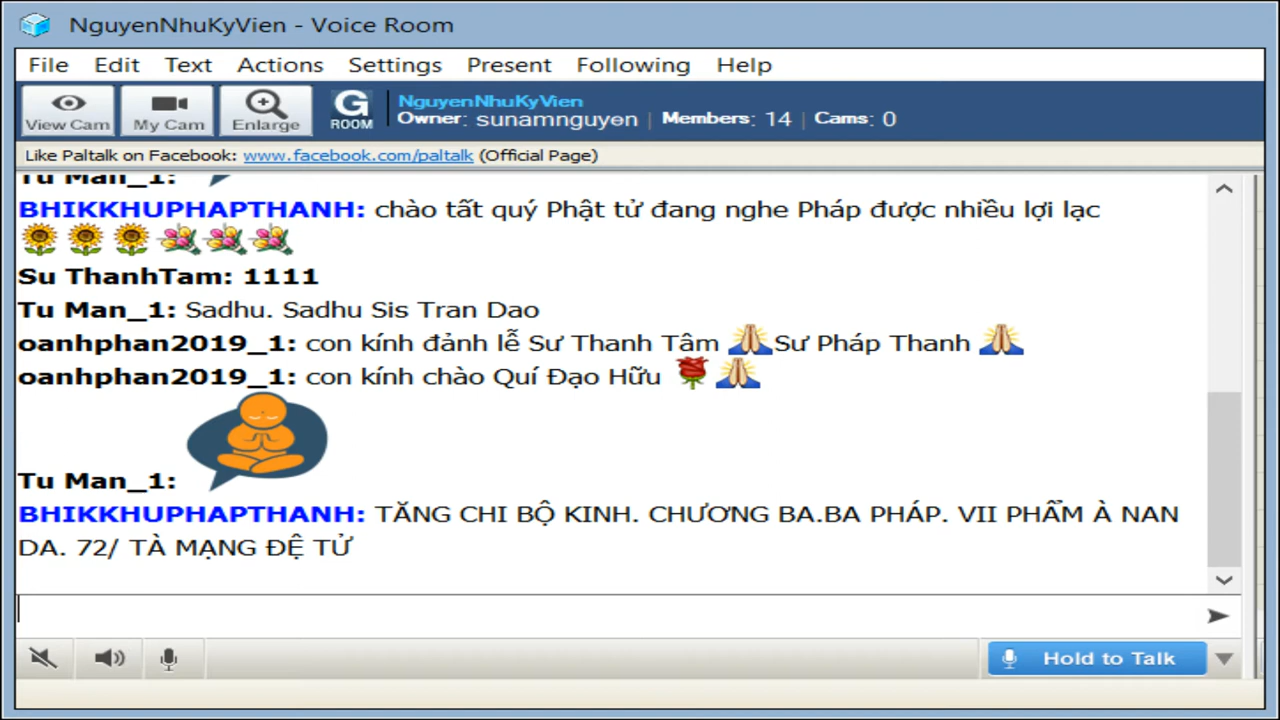 NguyenNhuKyVien - Voice Room
File Edit Text Actions Settings Present Following Help
View Cam My Cam Enlarge G ROOM
NguyenNhuKyVien
Owner: sunamnguyen | Members: 14 | Cams: 0
Like Paltalk on Facebook: www.facebook.com/paltalk (Official Page)
Tu Man_1:
BHIKKHUPHAPTHANH: chào tất quý Phật tử đang nghe Pháp được nhiều lợi lạc
Su ThanhTam: 1111
Tu Man_1: Sadhu. Sadhu Sis Tran Dao
oanhphan2019_1: con kính đảnh lễ Sư Thanh Tâm Sư Pháp Thanh
oanhphan2019_1: con kính chào Quí Đạo Hữu
Tu Man_1:
BHIKKHUPHAPTHANH: TĂNG CHI BỘ KINH. CHƯƠNG BA.BA PHÁP. VII PHẨM À NAN
DA. 72/ TÀ MẠNG ĐỆ TỬ
Hold to Talk